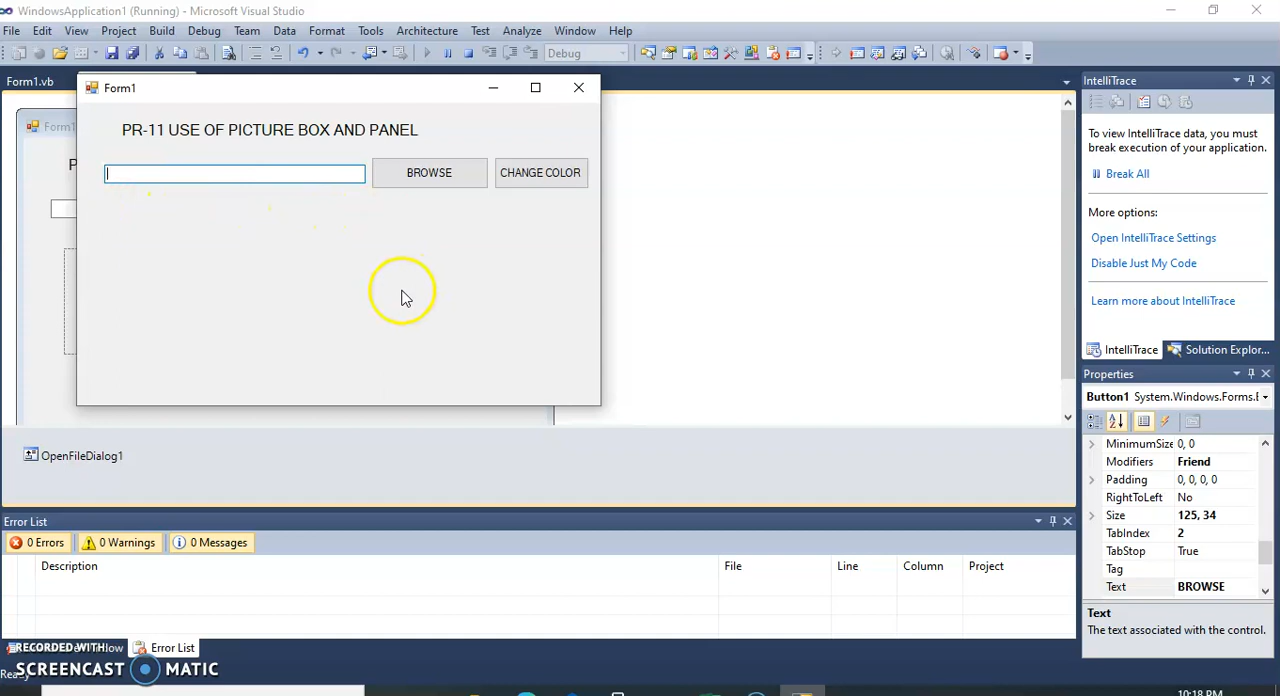 WindowsApplication1 (Running) - Microsoft Visual Studio
File Edit View Project Build Debug Team Data Format Tools Architecture Test Analyze Window Help
Debug
Form1.vb
Form1
Form1
PR-11 USE OF PICTURE BOX AND PANEL
P
BROWSE CHANGE COLOR
OpenFileDialog1
IntelliTrace
To view IntelliTrace data, you must
break execution of your application.
Break All
More options:
Open IntelliTrace Settings
Disable Just My Code
Learn more about IntelliTrace
IntelliTrace Solution Explor...
Properties
Button1 System.Windows.Forms.E
MinimumSize 0, 0
Modifiers Friend
Padding 0, 0, 0, 0
RightToLeft No
Size 125, 34
TabIndex 2
TabStop True
Tag
Text BROWSE
Text
The text associated with the control.
Error List
0 Errors 0 Warnings 0 Messages
Description File Line Column Project
Error List
RECORDED WITH
SCREENCAST MATIC
10:18 PM